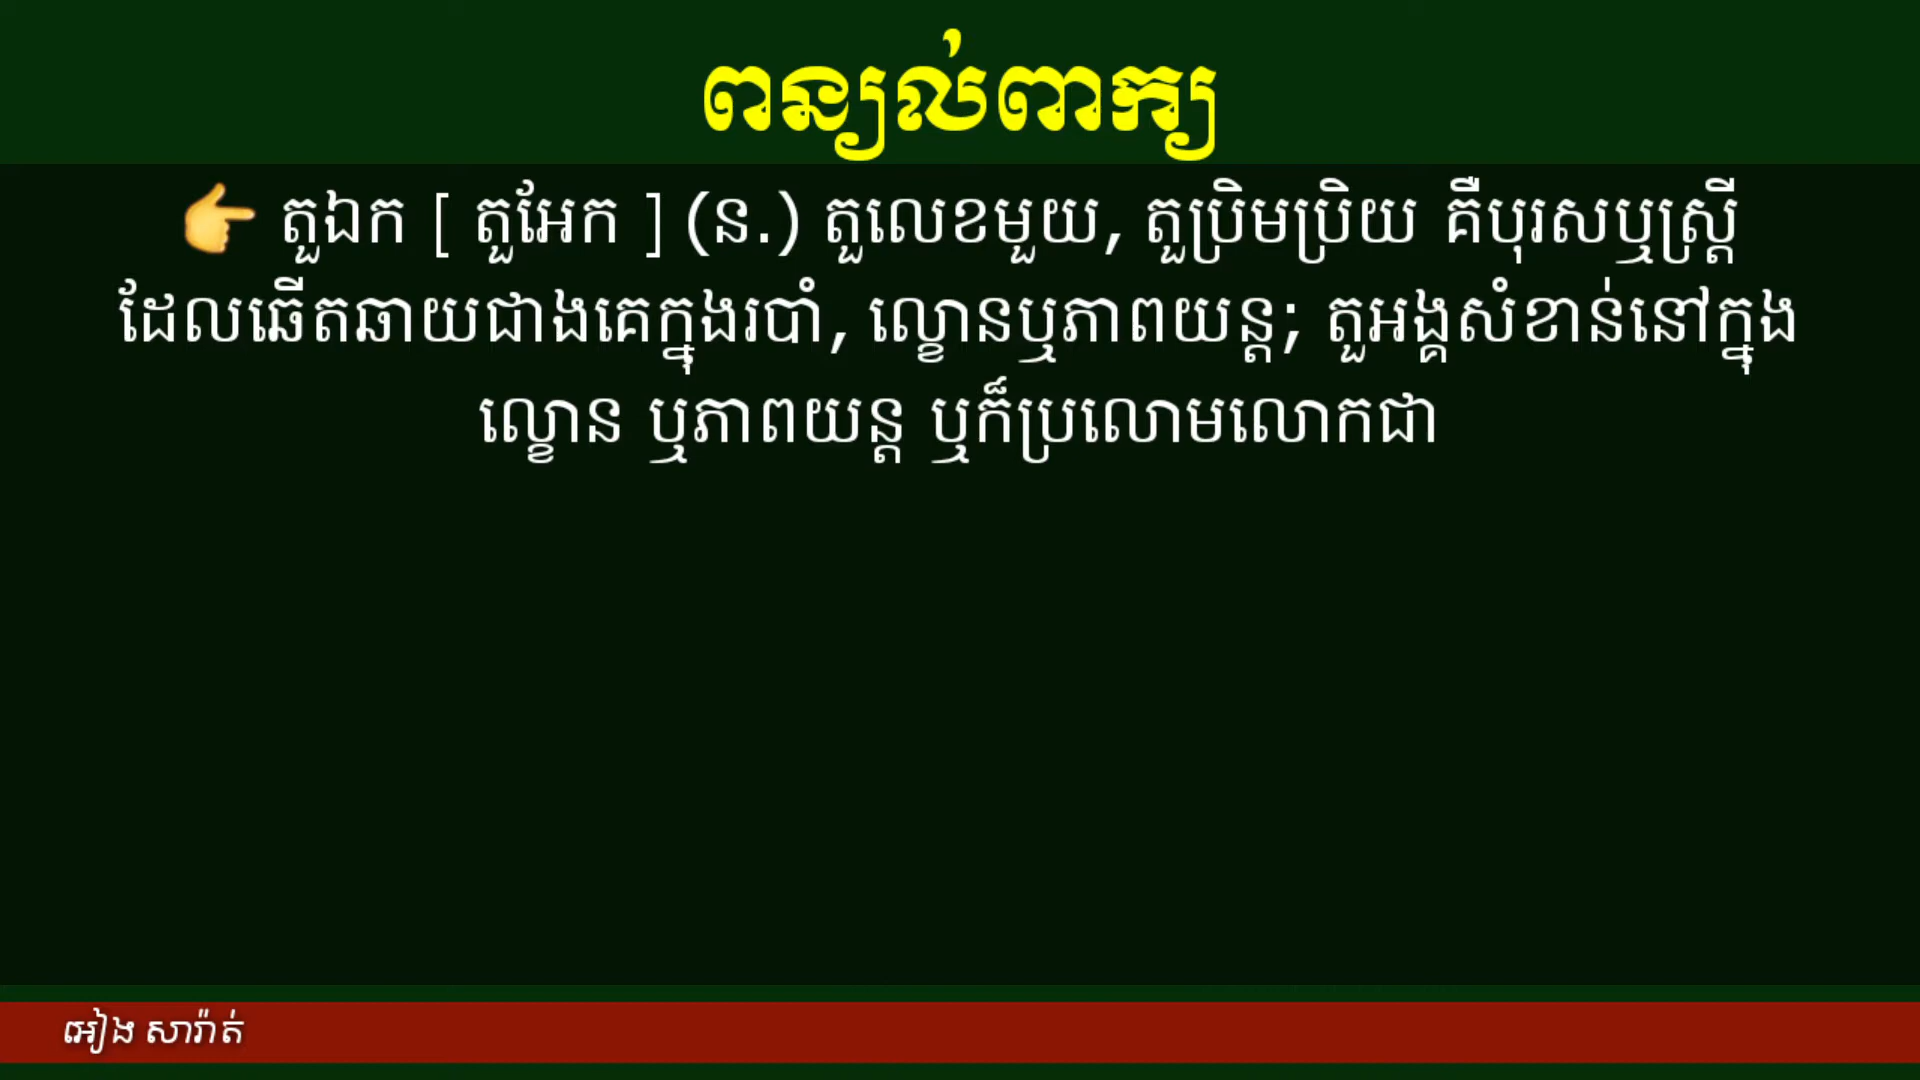 ពន្យល់ពាក្យ
👉 តួឯក [ តួអែក ] (ន.) តួលេខមួយ, តួប្រិមប្រិយ គឺបុរសឬស្ត្រី
ដែលឆើតឆាយជាងគេក្នុងរបាំ, ល្ខោនឬភាពយន្ត; តួអង្គសំខាន់នៅក្នុង
ល្ខោន ឬភាពយន្ត ឬក៏ប្រលោមលោកជា
អៀង សារ៉ាត់